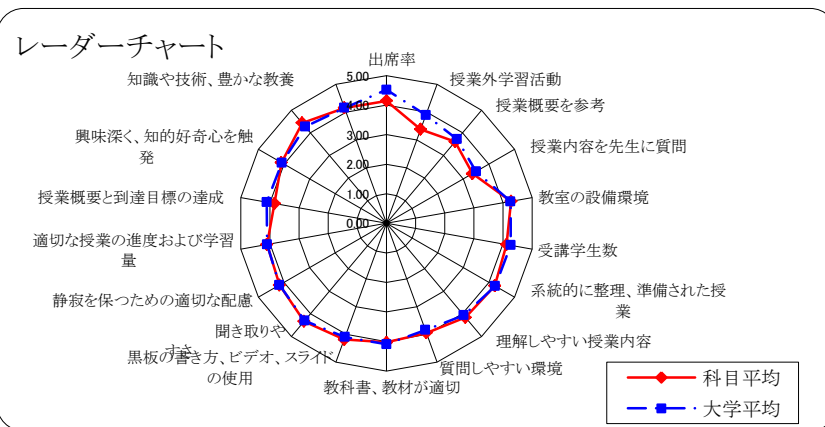 レーダーチャート
出席率
授業外学習活動
授業概要を参考
授業内容を先生に質問
教室の設備環境
受講学生数
系統的に整理、準備された授
業
理解しやすい授業内容
質問しやすい環境
教科書、教材が適切
黒板の書き方、ビデオ、スライド
の使用
聞き取りや
すさ
静寂を保つための適切な配慮
適切な授業の進度および学習
量
授業概要と到達目標の達成
興味深く、知的好奇心を触
発
知識や技術、豊かな教養
5.00
4.00
3.00
2.00
1.00
0.00
科目平均
大学平均